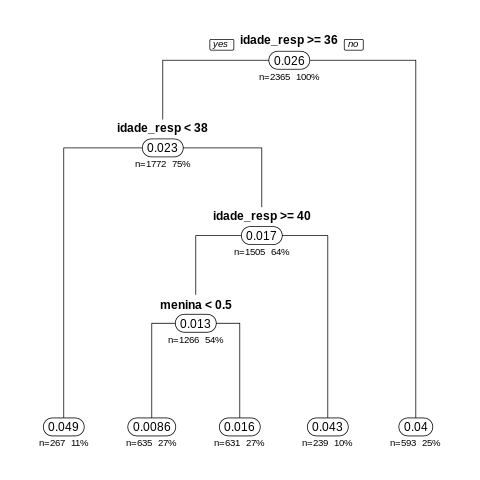 yes idade_resp >= 36 no
0.026
n=2365 100%
idade_resp < 38
0.023
n=1772 75%
idade_resp >= 40
0.017
n=1505 64%
menina < 0.5
0.013
n=1266 54%
0.049 0.0086 0.016 0.043 0.04
n=267 11% n=635 27% n=631 27% n=239 10% n=593 25%